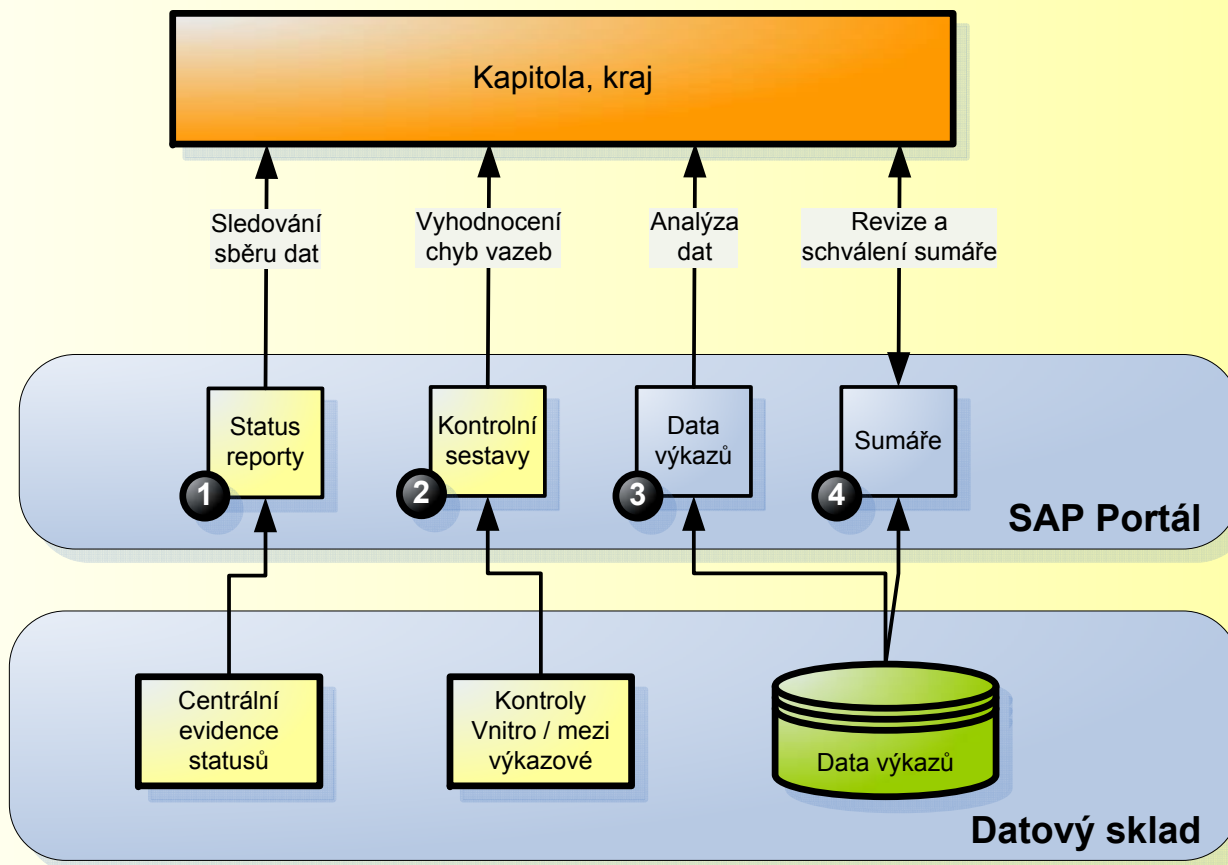 Kapitola, kraj
Sledování
sběru dat
Vyhodnocení
chyb vazeb
Analýza
dat
Revize a
schválení sumáře
Status
reporty
1
Kontrolní
sestavy
2
Data
výkazů
3
Sumáře
4
SAP Portál
Centrální
evidence
statusů
Kontroly
Vnitro / mezi
výkazové
Data výkazů
Datový sklad